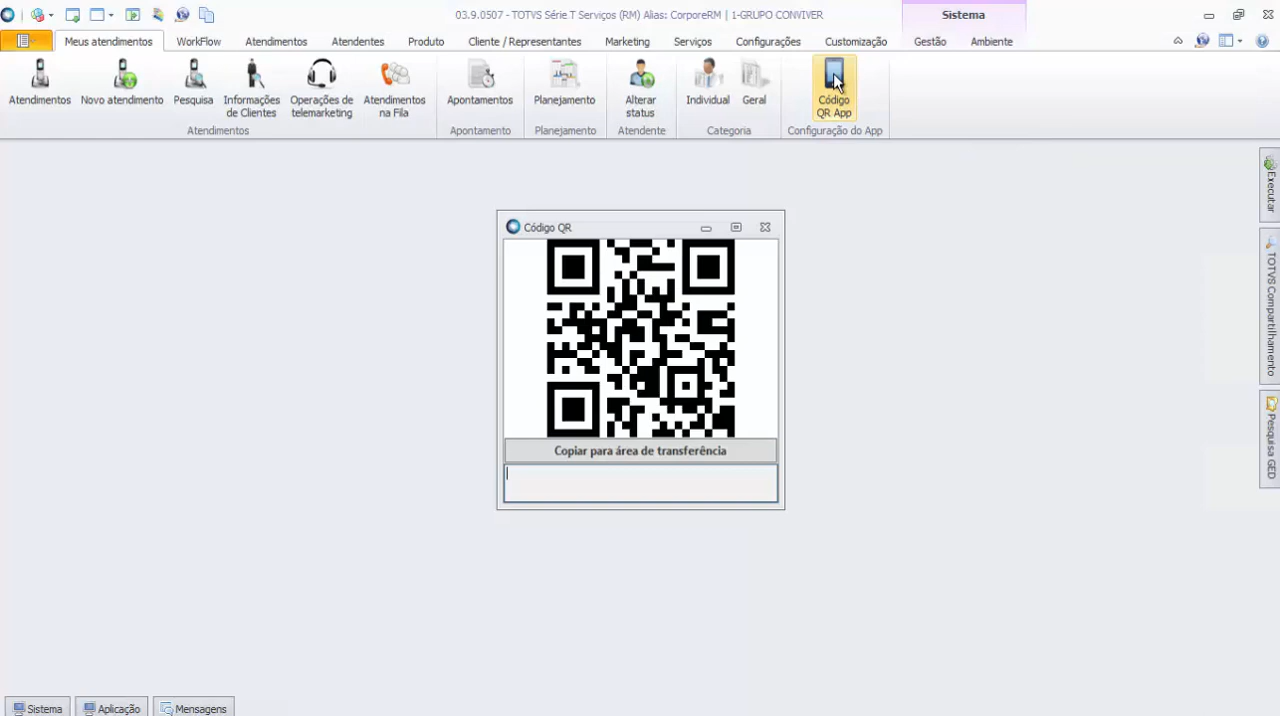 03.9.0507 - TOTVS Série T Serviços (RM) Alias: CorporeRM | 1-GRUPO CONVIVER
Sistema
Meus atendimentos WorkFlow Atendimentos Atendentes Produto Cliente / Representantes Marketing Serviços Configurações Customização Gestão Ambiente
Atendimentos
Novo atendimento
Pesquisa
Informações
de Clientes
Operações de
telemarketing
Atendimentos
na Fila
Apontamentos
Planejamento
Alterar
status
Individual
Geral
Código
QR App
Atendimentos Apontamento Planejamento Atendente Categoria Configuração do App
Executar
TOTVS Compartilhamento
Pesquisa GED
Código QR
Copiar para área de transferência
Sistema Aplicação Mensagens